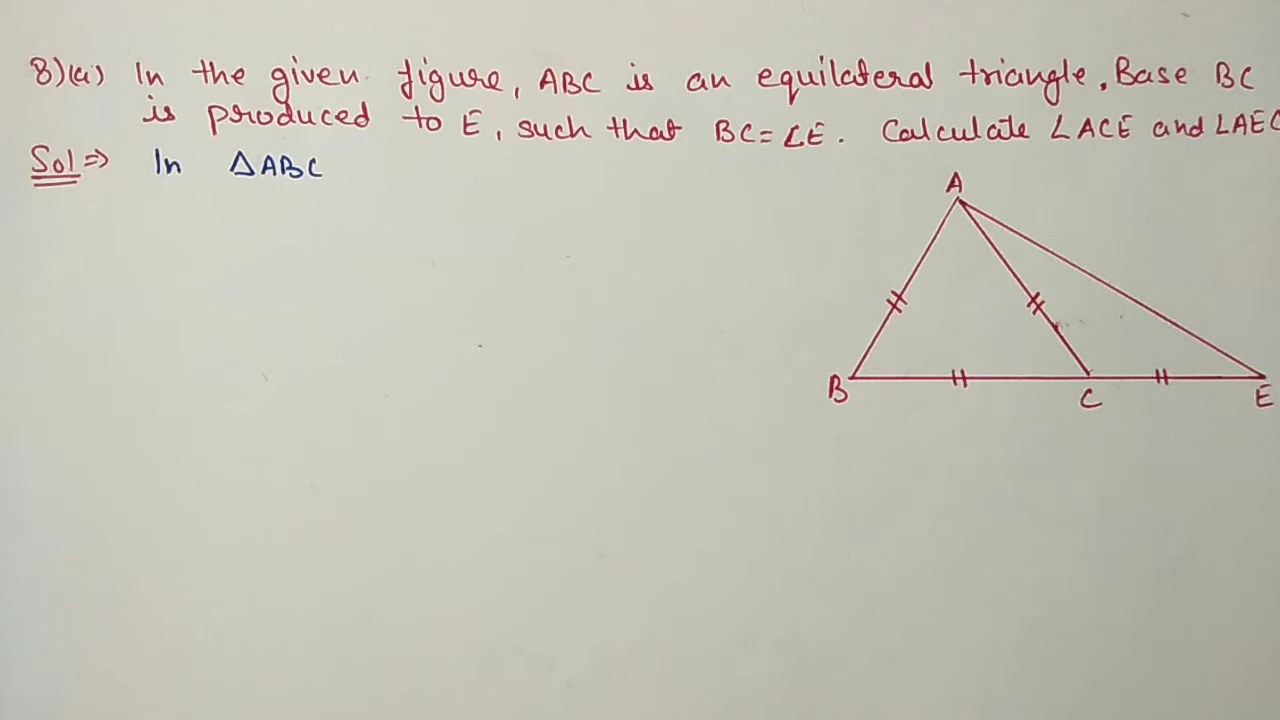 8)(a) In the given figure, ABC is an equilateral triangle. Base BC
is produced to E, such that BC=CE. Calculate ∠ACE and ∠AEC
Sol⇒ In △ABC
A
B
C
E